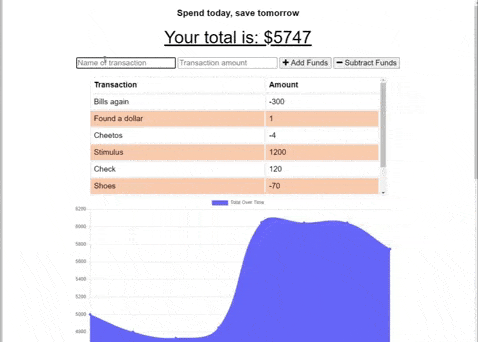 Spend today, save tomorrow
Your total is: $5747
Name of transaction Transaction amount + Add Funds − Subtract Funds
Transaction Amount
Bills again -300
Found a dollar 1
Cheetos -4
Stimulus 1200
Check 120
Shoes -70
Total Over Time
6200
6000
5800
5600
5400
5200
5000
4800